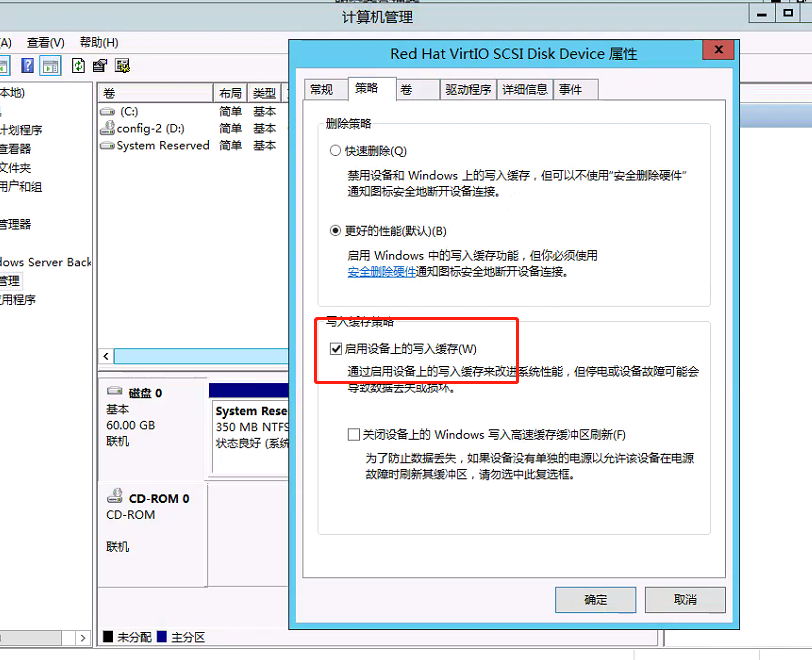 计算机管理
(A) 查看(V) 帮助(H)
本地)
计划程序
查看器
文件夹
用户和组
管理器
dows Server Back
管理
应用程序
卷 布局 类型
(C:) 简单 基本
config-2 (D:) 简单 基本
System Reserved 简单 基本
磁盘 0
基本
60.00 GB
联机
System Rese
350 MB NTFS
状态良好 (系统
CD-ROM 0
CD-ROM
联机
未分配 主分区
Red Hat VirtIO SCSI Disk Device 属性
常规 策略 卷 驱动程序 详细信息 事件
删除策略
快速删除(Q)
禁用设备和 Windows 上的写入缓存，但可以不使用“安全删除硬件”
通知图标安全地断开设备连接。
更好的性能(默认)(B)
启用 Windows 中的写入缓存功能，但你必须使用
安全删除硬件通知图标安全地断开设备连接。
写入缓存策略
启用设备上的写入缓存(W)
通过启用设备上的写入缓存来改进系统性能，但停电或设备故障可能会
导致数据丢失或损坏。
关闭设备上的 Windows 写入高速缓存缓冲区刷新(F)
为了防止数据丢失，如果设备没有单独的电源以允许该设备在电源
故障时刷新其缓冲区，请勿选中此复选框。
确定 取消